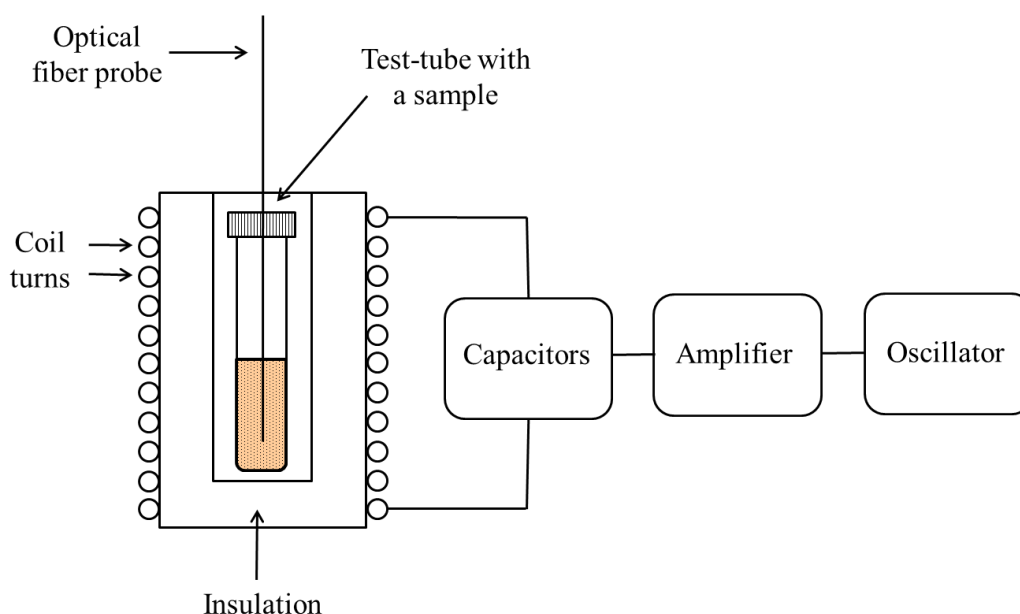 Optical
fiber probe
Test-tube with
a sample
Coil
turns
Capacitors
Amplifier
Oscillator
Insulation